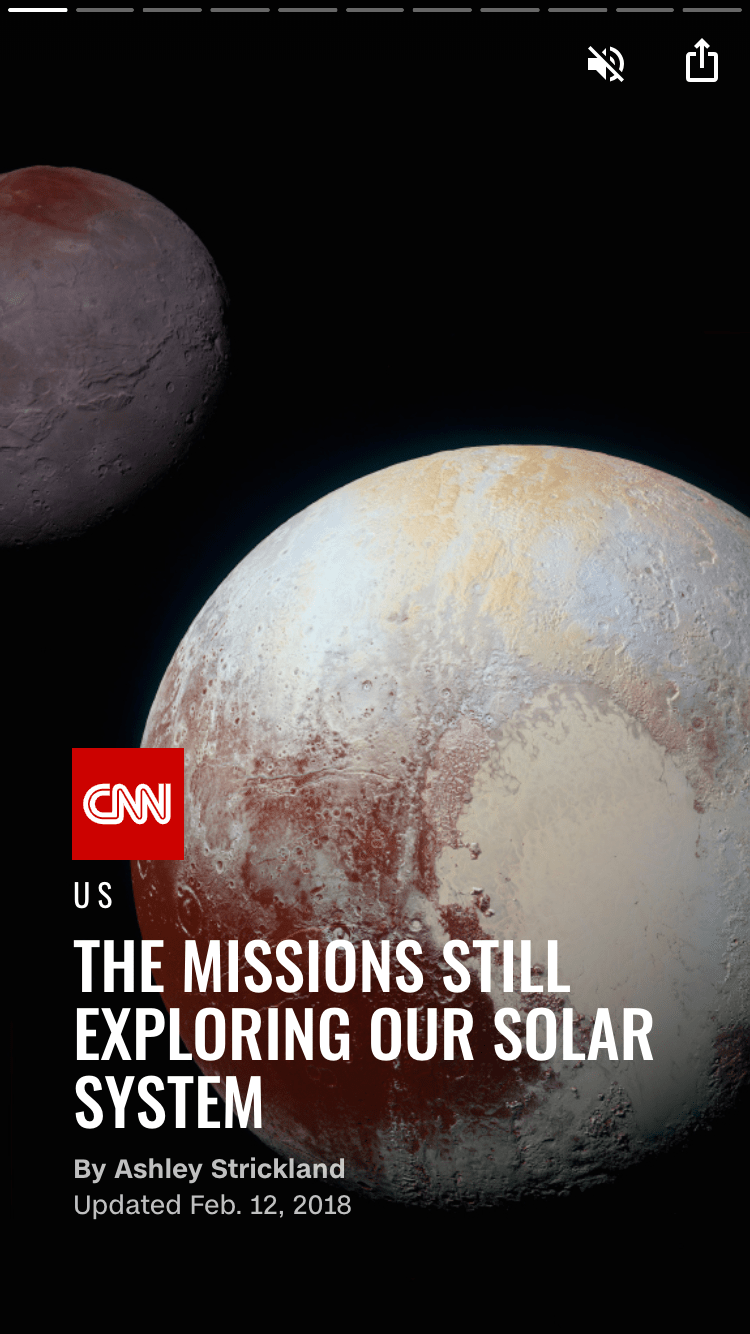 CNN
US
THE MISSIONS STILL
EXPLORING OUR SOLAR
SYSTEM
By Ashley Strickland
Updated Feb. 12, 2018